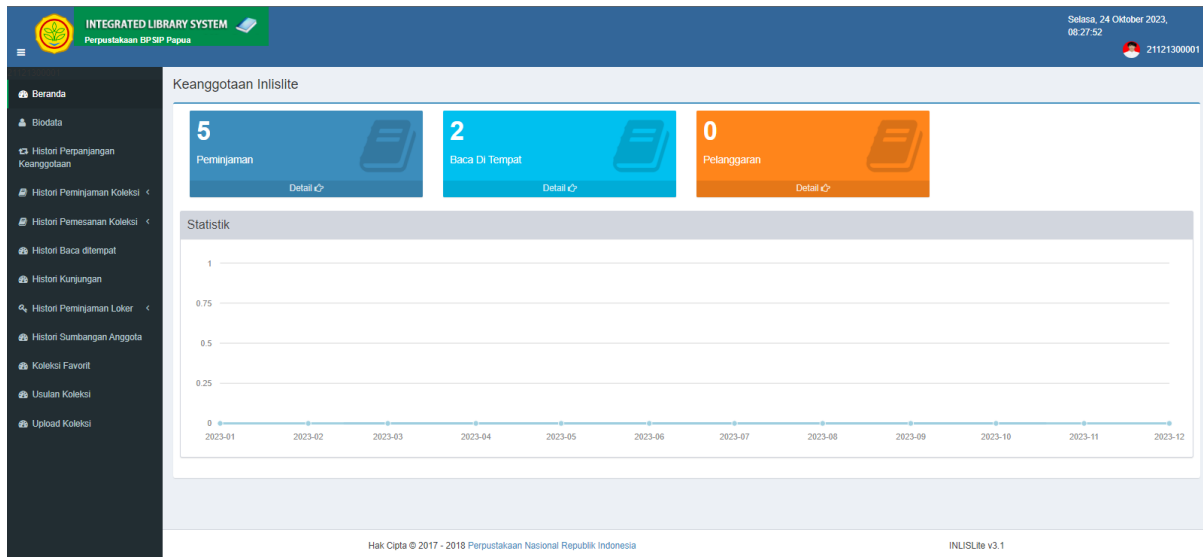 INTEGRATED LIBRARY SYSTEM
Perpustakaan BPSIP Papua
Selasa, 24 Oktober 2023,
08:27:52
21121300001
Beranda
Biodata
Histori Perpanjangan
Keanggotaan
Histori Peminjaman Koleksi
Histori Pemesanan Koleksi
Histori Baca ditempat
Histori Kunjungan
Histori Peminjaman Loker
Histori Sumbangan Anggota
Koleksi Favorit
Usulan Koleksi
Upload Koleksi
Keanggotaan Inlislite
5
Peminjaman
Detail
2
Baca Di Tempat
Detail
0
Pelanggaran
Detail
Statistik
1
0.75
0.5
0.25
0
2023-01 2023-02 2023-03 2023-04 2023-05 2023-06 2023-07 2023-08 2023-09 2023-10 2023-11 2023-12
Hak Cipta © 2017 - 2018 Perpustakaan Nasional Republik Indonesia INLISLite v3.1